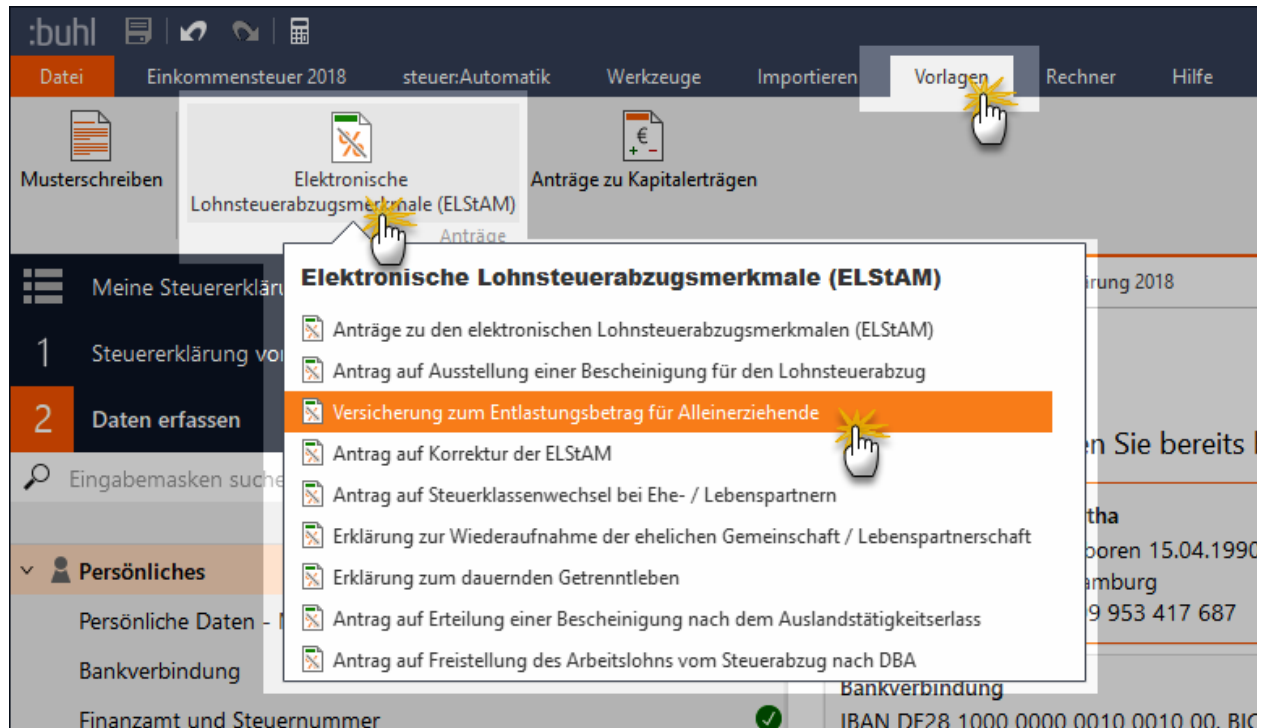 :buhl
Datei Einkommensteuer 2018 steuer:Automatik Werkzeuge Importieren Vorlagen Rechner Hilfe
Musterschreiben
Elektronische
Lohnsteuerabzugsmerkmale (ELStAM)
Anträge zu Kapitalerträgen
Anträge
Elektronische Lohnsteuerabzugsmerkmale (ELStAM)
Anträge zu den elektronischen Lohnsteuerabzugsmerkmalen (ELStAM)
Antrag auf Ausstellung einer Bescheinigung für den Lohnsteuerabzug
Versicherung zum Entlastungsbetrag für Alleinerziehende
Antrag auf Korrektur der ELStAM
Antrag auf Steuerklassenwechsel bei Ehe- / Lebenspartnern
Erklärung zur Wiederaufnahme der ehelichen Gemeinschaft / Lebenspartnerschaft
Erklärung zum dauernden Getrenntleben
Antrag auf Erteilung einer Bescheinigung nach dem Auslandstätigkeitserlass
Antrag auf Freistellung des Arbeitslohns vom Steuerabzug nach DBA
Meine Steuererkläru
1 Steuererklärung vor
2 Daten erfassen
Eingabemasken suche
Persönliches
Persönliche Daten -
Bankverbindung
Finanzamt und Steuernummer
irung 2018
en Sie bereits
tha
boren 15.04.1990
amburg
9 953 417 687
Bankverbindung
IBAN DE28 1000 0000 0010 0010 00, BIC